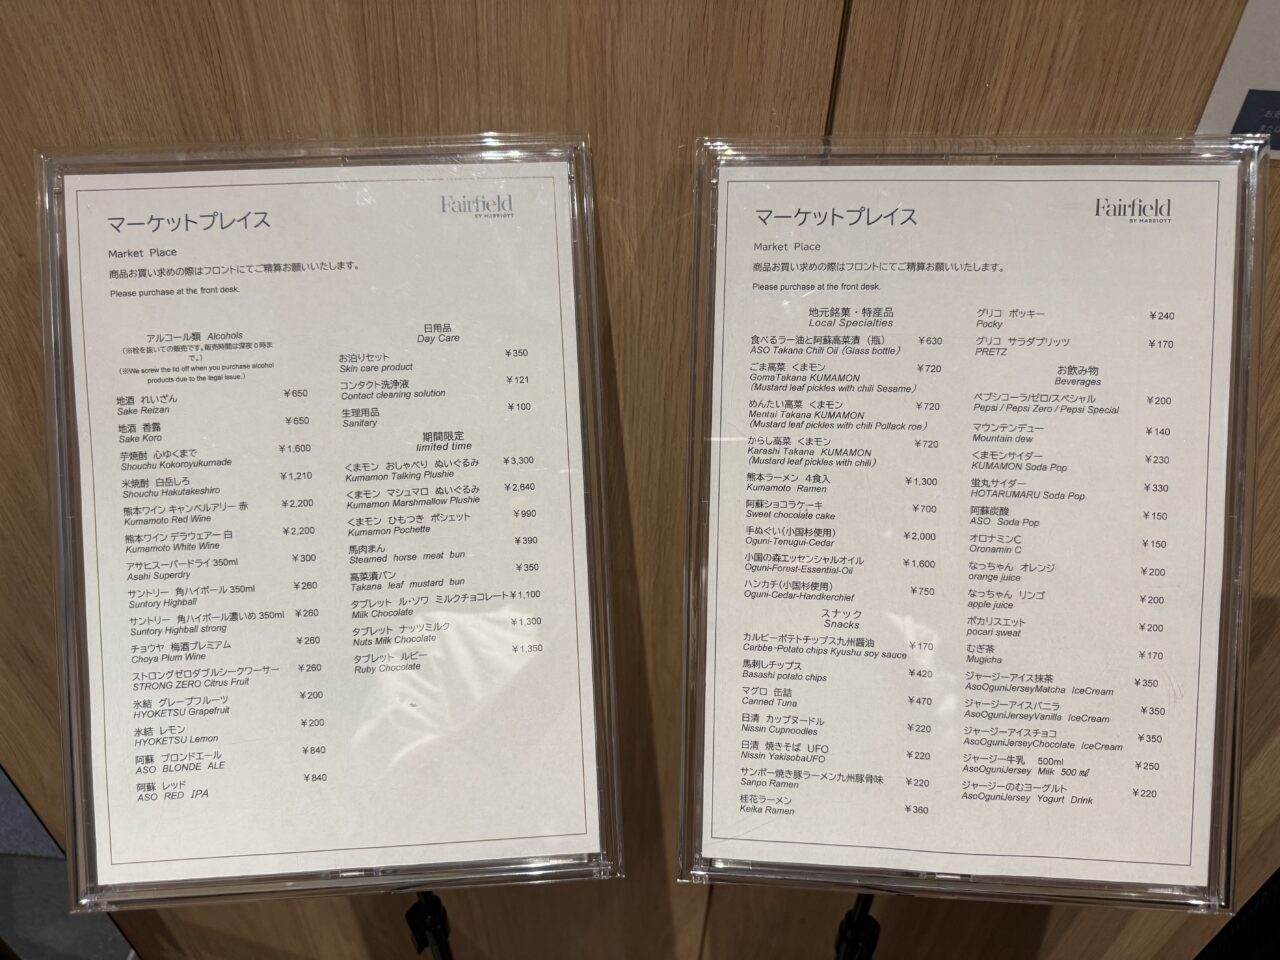 マーケットプレイス
Fairfield
BY MARRIOTT
Market Place
商品お買い求めの際はフロントにてご精算お願いいたします。
Please purchase at the front desk.
アルコール類 Alcohols
(※栓を抜いての販売です。販売時間は深夜０時まで。)
(※We screw the lid off when you purchase alcohol
products due to the legal issue.)
地酒 れいざん ¥650
Sake Reizan
地酒 香露 ¥650
Sake Koro
芋焼酎 心ゆくまで ¥1,600
Shouchu Kokoroyukumade
米焼酎 白岳しろ ¥1,210
Shouchu Hakutakeshiro
熊本ワイン キャンベルアリー 赤 ¥2,200
Kumamoto Red Wine
熊本ワイン デラウェアー 白 ¥2,200
Kumamoto White Wine
アサヒスーパードライ 350ml ¥300
Asahi Superdry
サントリー 角ハイボール 350ml ¥260
Suntory Highball
サントリー 角ハイボール濃いめ 350ml ¥260
Suntory Highball strong
チョウヤ 梅酒プレミアム ¥260
Choya Plum Wine
ストロングゼロダブルシークワーサー ¥260
STRONG ZERO Citrus Fruit
氷結 グレープフルーツ ¥200
HYOKETSU Grapefruit
氷結 レモン ¥200
HYOKETSU Lemon
阿蘇 ブロンドエール ¥840
ASO BLONDE ALE
阿蘇 レッド ¥840
ASO RED IPA
日用品
Day Care
お泊りセット ¥350
Skin care product
コンタクト洗浄液 ¥121
Contact cleaning solution
生理用品 ¥100
Sanitary
期間限定
limited time
くまモン おしゃべり ぬいぐるみ ¥3,300
Kumamon Talking Plushie
くまモン マシュマロ ぬいぐるみ ¥2,640
Kumamon Marshmallow Plushie
くまモン ひもつき ポシェット ¥990
Kumamon Pochette
馬肉まん ¥390
Steamed horse meat bun
高菜漬パン ¥350
Takana leaf mustard bun
タブレット ル・ソワ ミルクチョコレート ¥1,100
Milk Chocolate
タブレット ナッツミルク ¥1,300
Nuts Milk Chocolate
タブレット ルビー ¥1,350
Ruby Chocolate
マーケットプレイス
Fairfield
BY MARRIOTT
Market Place
商品お買い求めの際はフロントにてご精算お願いいたします。
Please purchase at the front desk.
地元銘菓・特産品
Local Specialties
食べるラー油と阿蘇高菜漬 (瓶) ¥630
ASO Takana Chili Oil (Glass bottle)
ごま高菜 くまモン ¥720
GomaTakana KUMAMON
(Mustard leaf pickles with chili Sesame)
めんたい高菜 くまモン ¥720
Mentai Takana KUMAMON
(Mustard leaf pickles with chili Pollack roe)
からし高菜 くまモン ¥720
Karashi Takana KUMAMON
(Mustard leaf pickles with chili)
熊本ラーメン ４食入 ¥1,300
Kumamoto Ramen
阿蘇ショコラケーキ ¥700
Sweet chocolate cake
手ぬぐい(小国杉使用) ¥2,000
Oguni-Tenugui-Cedar
小国の森エッセンシャルオイル ¥1,600
Oguni-Forest-Essential-Oil
ハンカチ(小国杉使用) ¥750
Oguni-Cedar-Handkerchief
スナック
Snacks
カルビーポテトチップス九州醤油 ¥170
Carbbe-Potato chips Kyushu soy sauce
馬刺しチップス ¥420
Basashi potato chips
マグロ 缶詰 ¥470
Canned Tuna
日清 カップヌードル ¥220
Nissin Cupnoodles
日清 焼きそば UFO ¥220
Nissin YakisobaUFO
サンポー焼き豚ラーメン九州豚骨味 ¥220
Sanpo Ramen
桂花ラーメン ¥360
Keika Ramen
グリコ ポッキー ¥240
Pocky
グリコ サラダプリッツ ¥170
PRETZ
お飲み物
Beverages
ペプシコーラ/ゼロ/スペシャル ¥200
Pepsi / Pepsi Zero / Pepsi Special
マウンテンデュー ¥140
Mountain dew
くまモンサイダー ¥230
KUMAMON Soda Pop
蛍丸サイダー ¥330
HOTARUMARU Soda Pop
阿蘇炭酸 ¥150
ASO Soda Pop
オロナミンC ¥150
Oronamin C
なっちゃん オレンジ ¥200
orange juice
なっちゃん リンゴ ¥200
apple juice
ポカリスエット ¥200
pocari sweat
むぎ茶 ¥170
Mugicha
ジャージーアイス抹茶 ¥350
AsoOguniJerseyMatcha IceCream
ジャージーアイスバニラ ¥350
AsoOguniJerseyVanilla IceCream
ジャージーアイスチョコ ¥350
AsoOguniJerseyChocolate IceCream
ジャージー牛乳 500ml ¥250
AsoOguniJersey Milk 500㎖
ジャージーのむヨーグルト ¥220
AsoOguniJersey Yogurt Drink